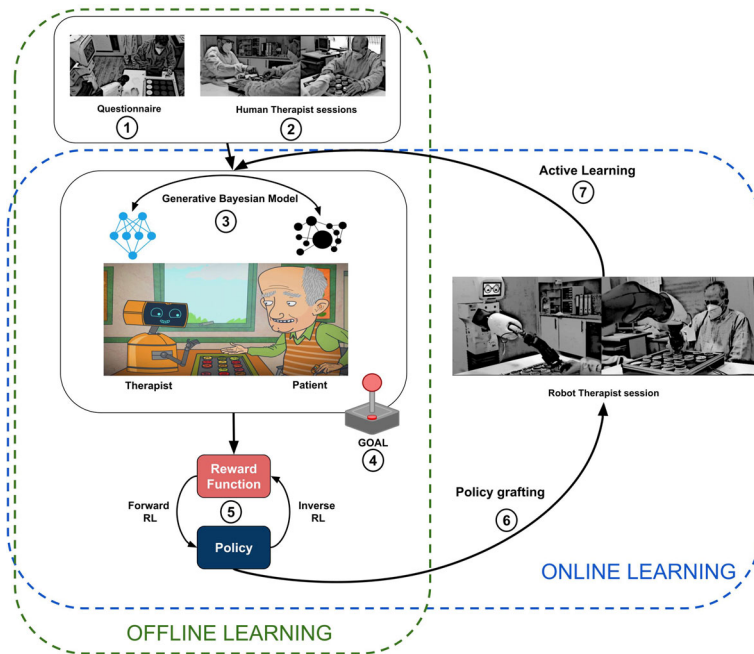 Questionnaire
1
Human Therapist sessions
2
Active Learning
7
Generative Bayesian Model
3
Therapist
Patient
Robot Therapist session
GOAL
4
Reward
Function
Forward
RL
5
Inverse
RL
Policy
Policy grafting
6
ONLINE LEARNING
OFFLINE LEARNING